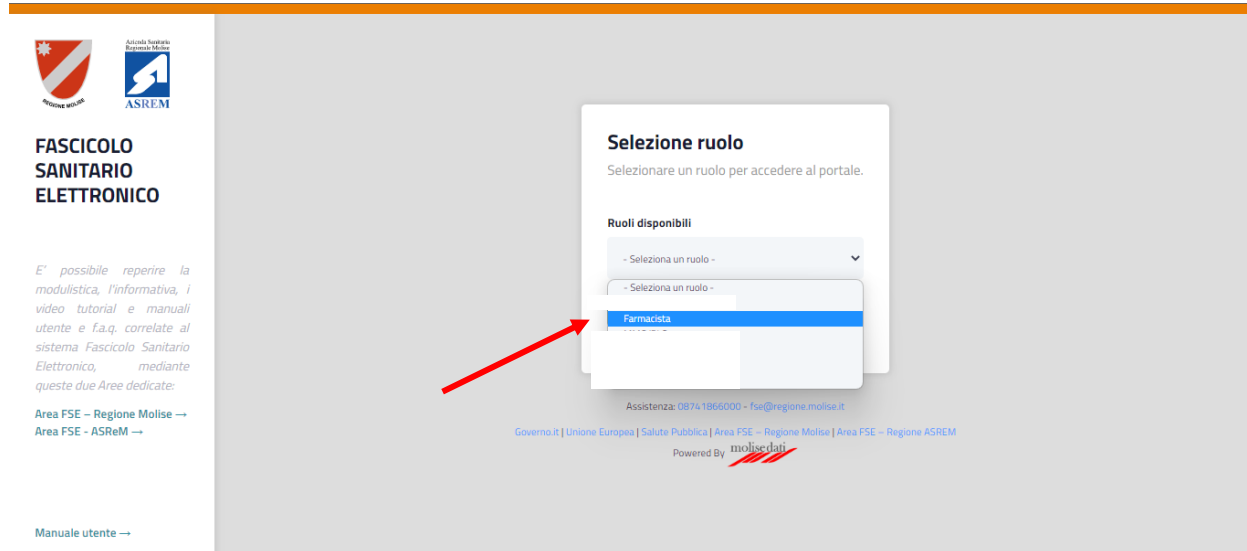 Azienda Sanitaria
Regionale Molise
REGIONE MOLISE
ASREM
FASCICOLO
SANITARIO
ELETTRONICO
E' possibile reperire la
modulistica, l'informativa, i
video tutorial e manuali
utente e f.a.q. correlate al
sistema Fascicolo Sanitario
Elettronico, mediante
queste due Aree dedicate:
Area FSE – Regione Molise →
Area FSE - ASReM →
Manuale utente →
Selezione ruolo
Selezionare un ruolo per accedere al portale.
Ruoli disponibili
- Seleziona un ruolo -
- Seleziona un ruolo -
Farmacista
Assistenza: 08741866000 - fse@regione.molise.it
Governo.it | Unione Europea | Salute Pubblica | Area FSE – Regione Molise | Area FSE – Regione ASREM
Powered By molisedati